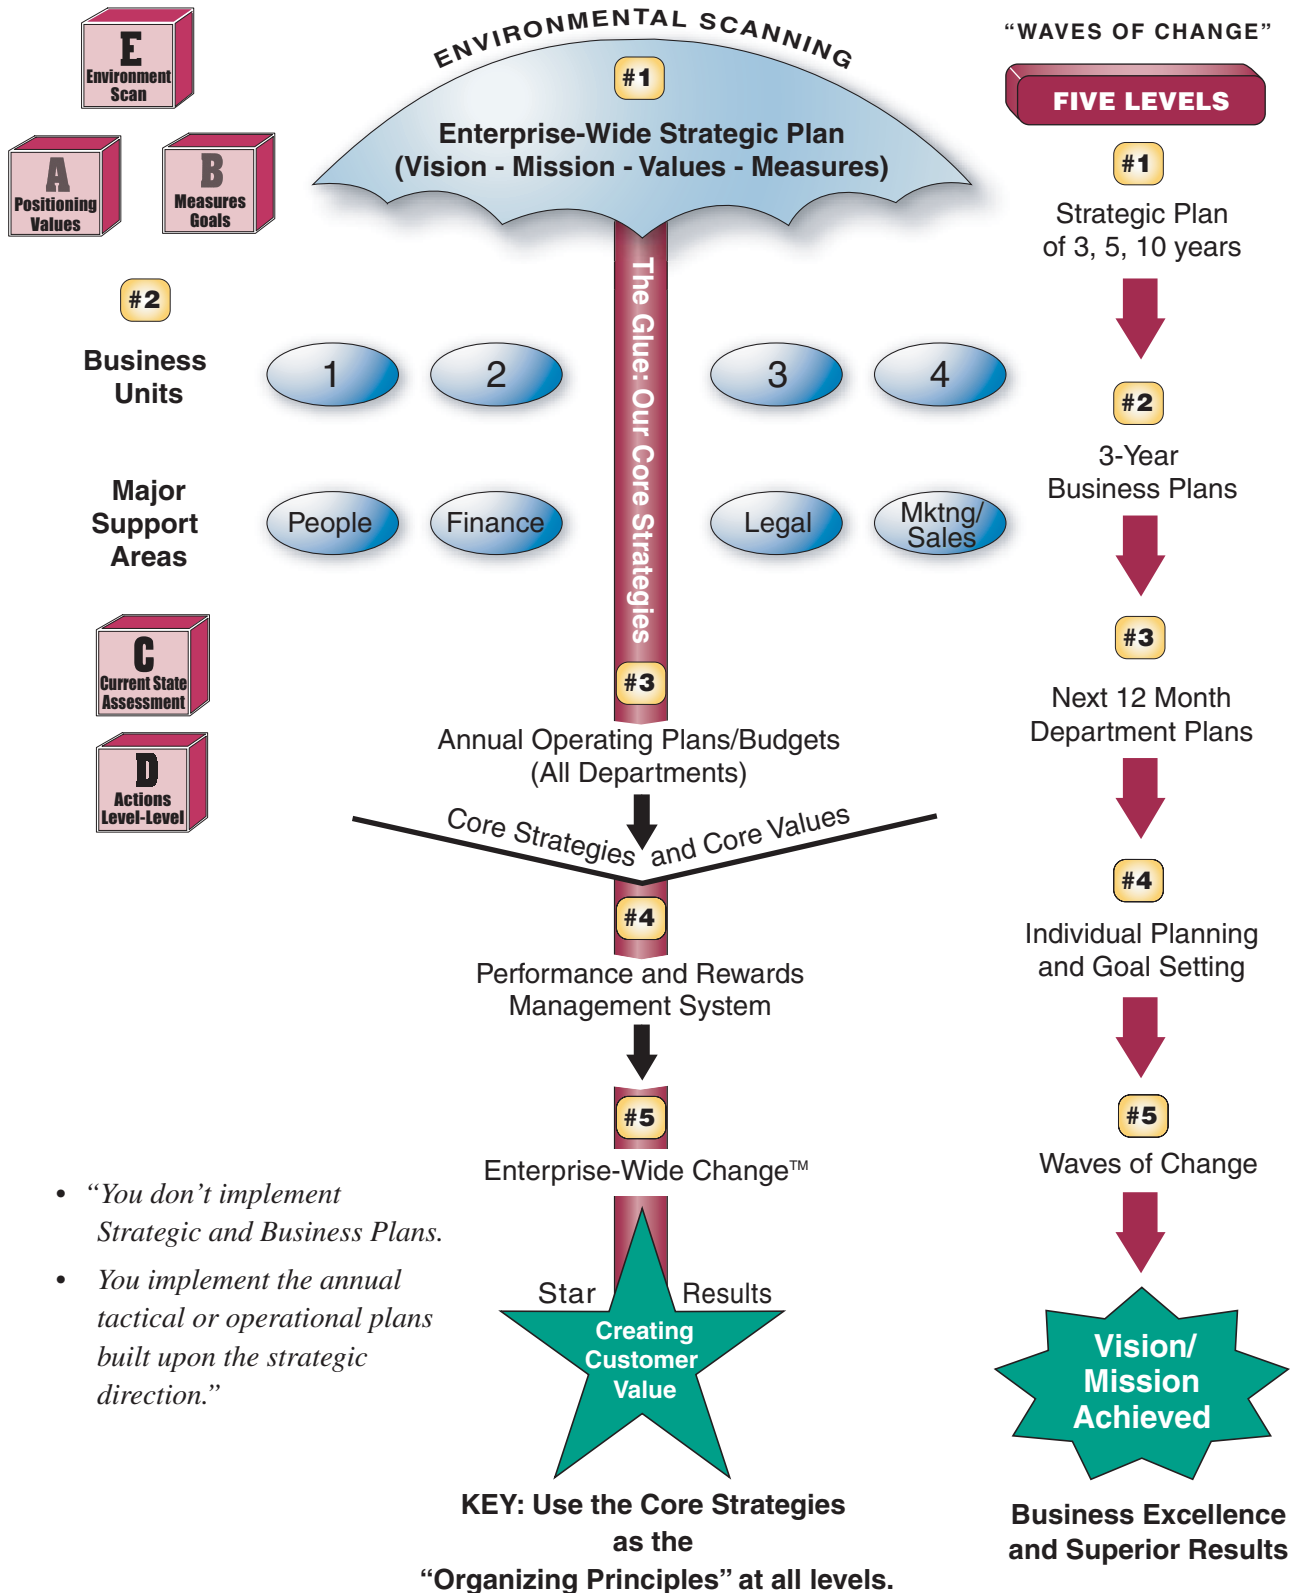 ENVIRONMENTAL SCANNING
#1
Enterprise-Wide Strategic Plan
(Vision - Mission - Values - Measures)
E
Environment
Scan
A
Positioning
Values
B
Measures
Goals
#2
Business
Units
1
2
3
4
Major
Support
Areas
People
Finance
Legal
Mktng/
Sales
The Glue: Our Core Strategies
C
Current State
Assessment
D
Actions
Level-Level
#3
Annual Operating Plans/Budgets
(All Departments)
Core Strategies and Core Values
#4
Performance and Rewards
Management System
#5
Enterprise-Wide Change™
Star Results
Creating
Customer
Value
KEY: Use the Core Strategies
as the
“Organizing Principles” at all levels.
• “You don’t implement
Strategic and Business Plans.
• You implement the annual
tactical or operational plans
built upon the strategic
direction.”
“WAVES OF CHANGE”
FIVE LEVELS
#1
Strategic Plan
of 3, 5, 10 years
#2
3-Year
Business Plans
#3
Next 12 Month
Department Plans
#4
Individual Planning
and Goal Setting
#5
Waves of Change
Vision/
Mission
Achieved
Business Excellence
and Superior Results